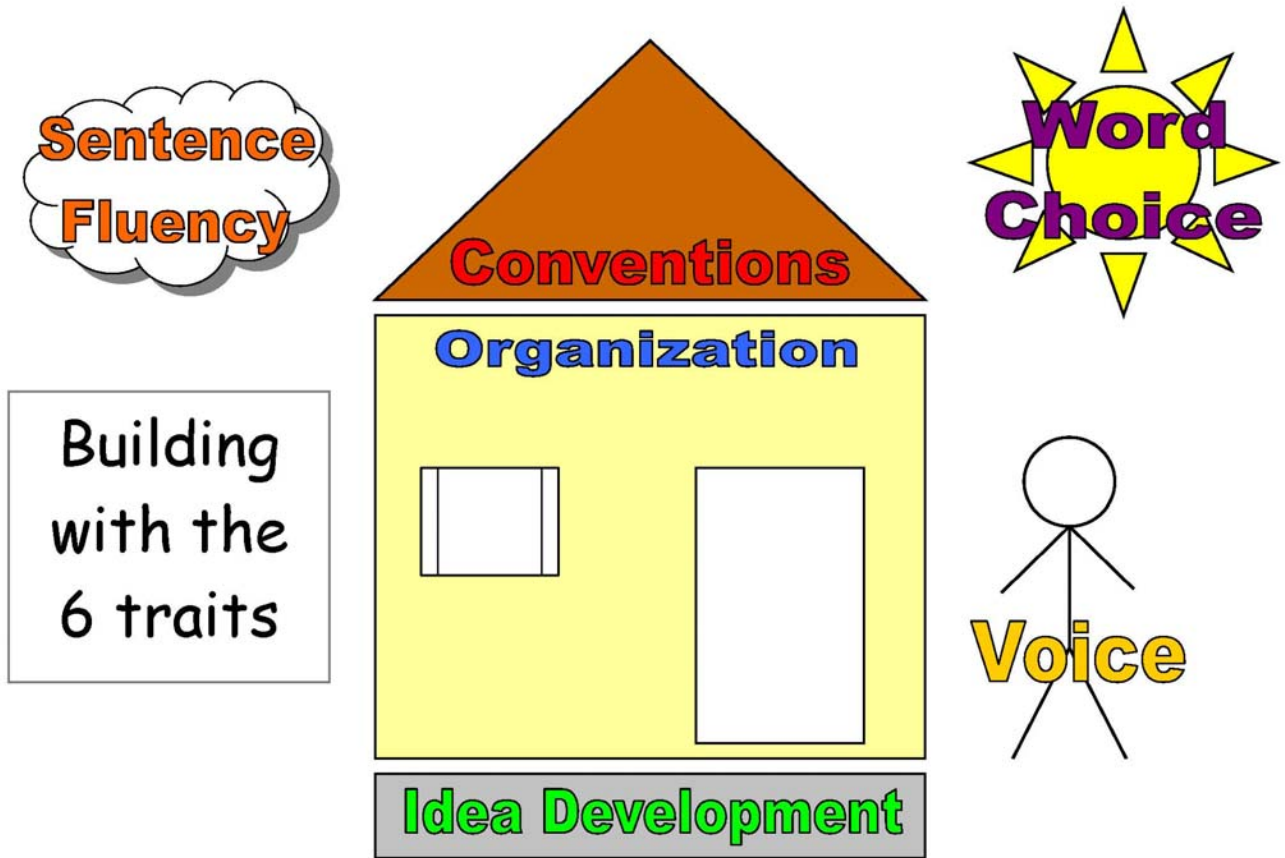 Sentence
Fluency
Word
Choice
Conventions
Organization
Building
with the
6 traits
Voice
Idea Development